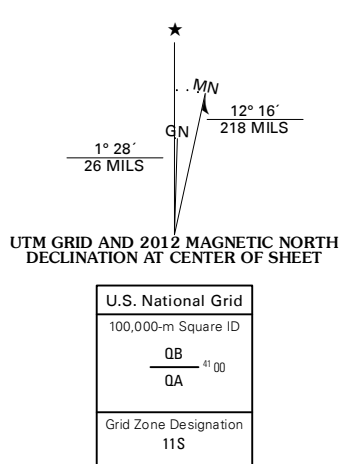 ★
MN
GN
12° 16´
218 MILS
1° 28´
26 MILS
UTM GRID AND 2012 MAGNETIC NORTH
DECLINATION AT CENTER OF SHEET
U.S. National Grid
100,000-m Square ID
QB
41 00
QA
Grid Zone Designation
11S